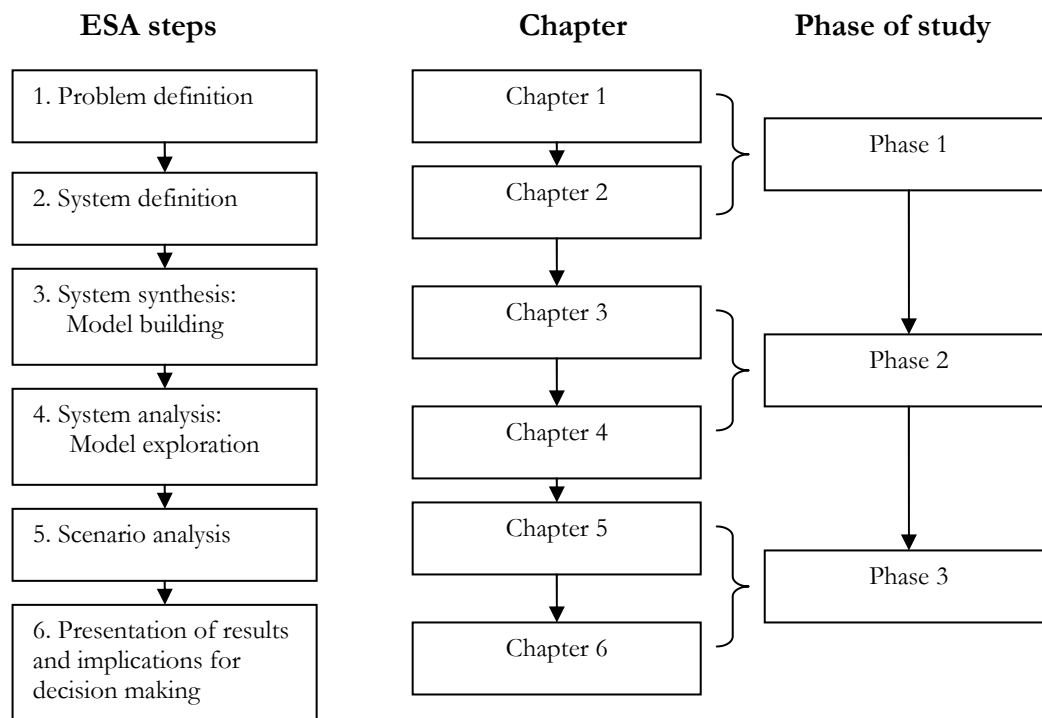 ESA steps
Chapter
Phase of study
1. Problem definition
2. System definition
3. System synthesis:
Model building
4. System analysis:
Model exploration
5. Scenario analysis
6. Presentation of results
and implications for
decision making
Chapter 1
Chapter 2
Chapter 3
Chapter 4
Chapter 5
Chapter 6
Phase 1
Phase 2
Phase 3